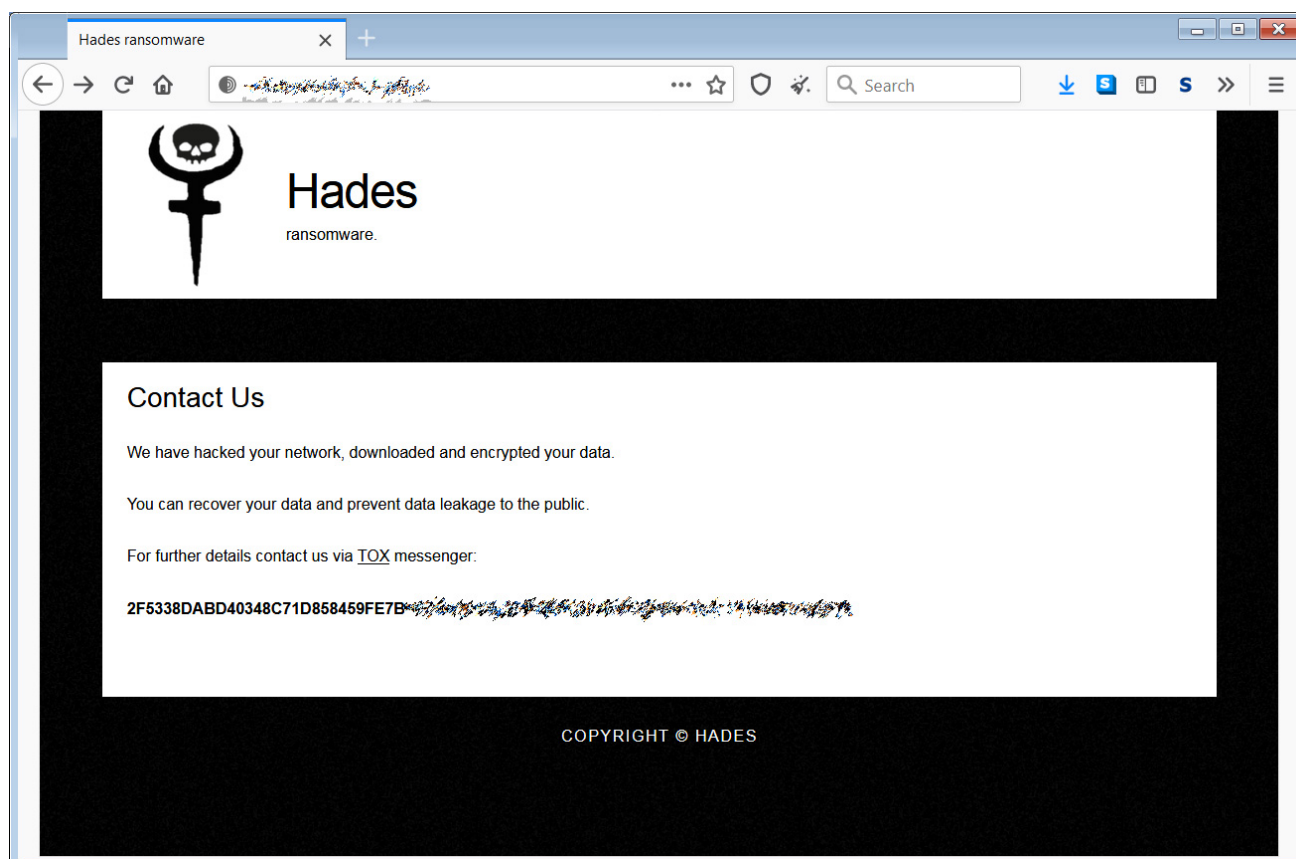 Hades ransomware
Search
Hades
ransomware.
Contact Us
We have hacked your network, downloaded and encrypted your data.
You can recover your data and prevent data leakage to the public.
For further details contact us via TOX messenger:
2F5338DABD40348C71D858459FE7B
COPYRIGHT © HADES